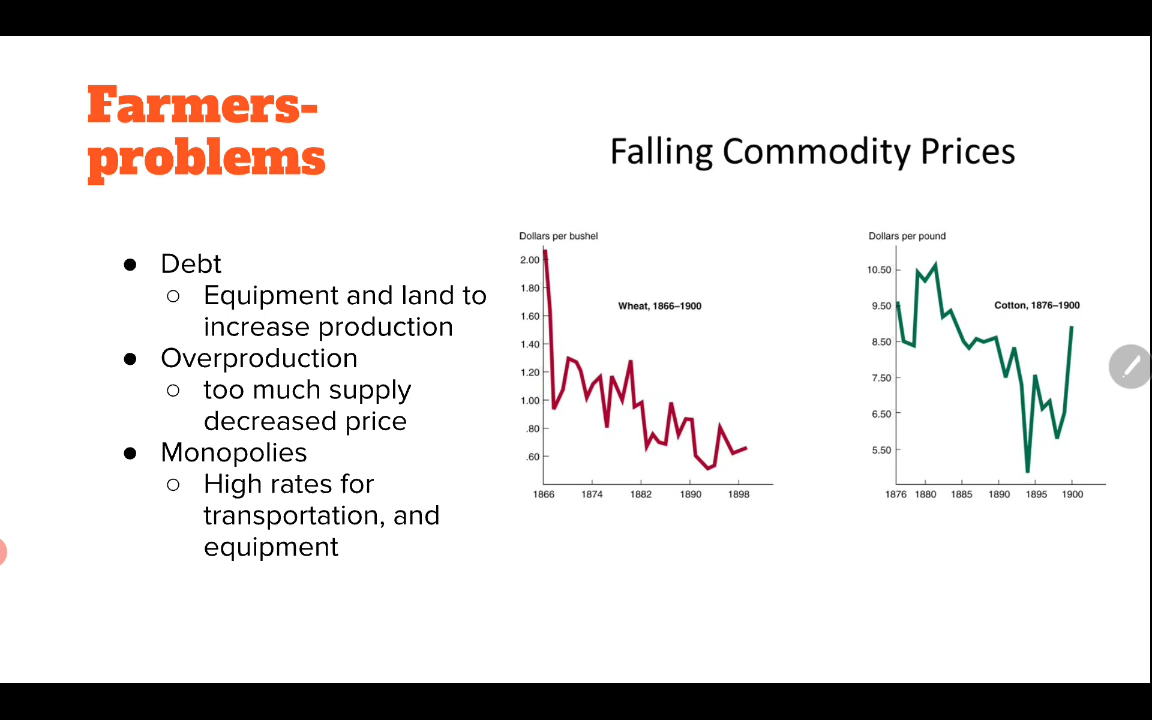 Farmers-
problems
● Debt
○ Equipment and land to
increase production
● Overproduction
○ too much supply
decreased price
● Monopolies
○ High rates for
transportation, and
equipment
Falling Commodity Prices
Dollars per bushel
2.00
1.80
1.60
1.40
1.20
1.00
.80
.60
Wheat, 1866–1900
1866 1874 1882 1890 1898
Dollars per pound
10.50
9.50
8.50
7.50
6.50
5.50
Cotton, 1876–1900
1876 1880 1885 1890 1895 1900